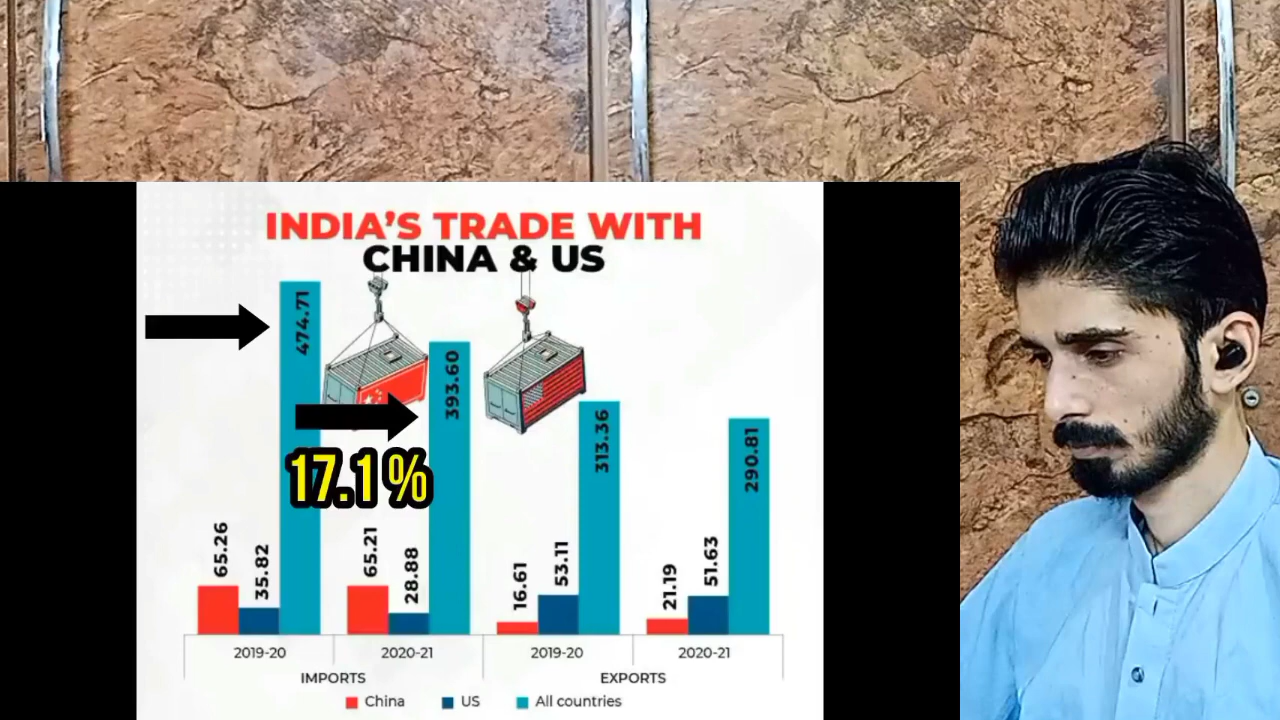 INDIA'S TRADE WITH
CHINA & US
474.71
393.60
17.1%
313.36
290.81
65.26
35.82
65.21
28.88
16.61
53.11
21.19
51.63
2019-20
2020-21
2019-20
2020-21
IMPORTS
EXPORTS
China
US
All countries